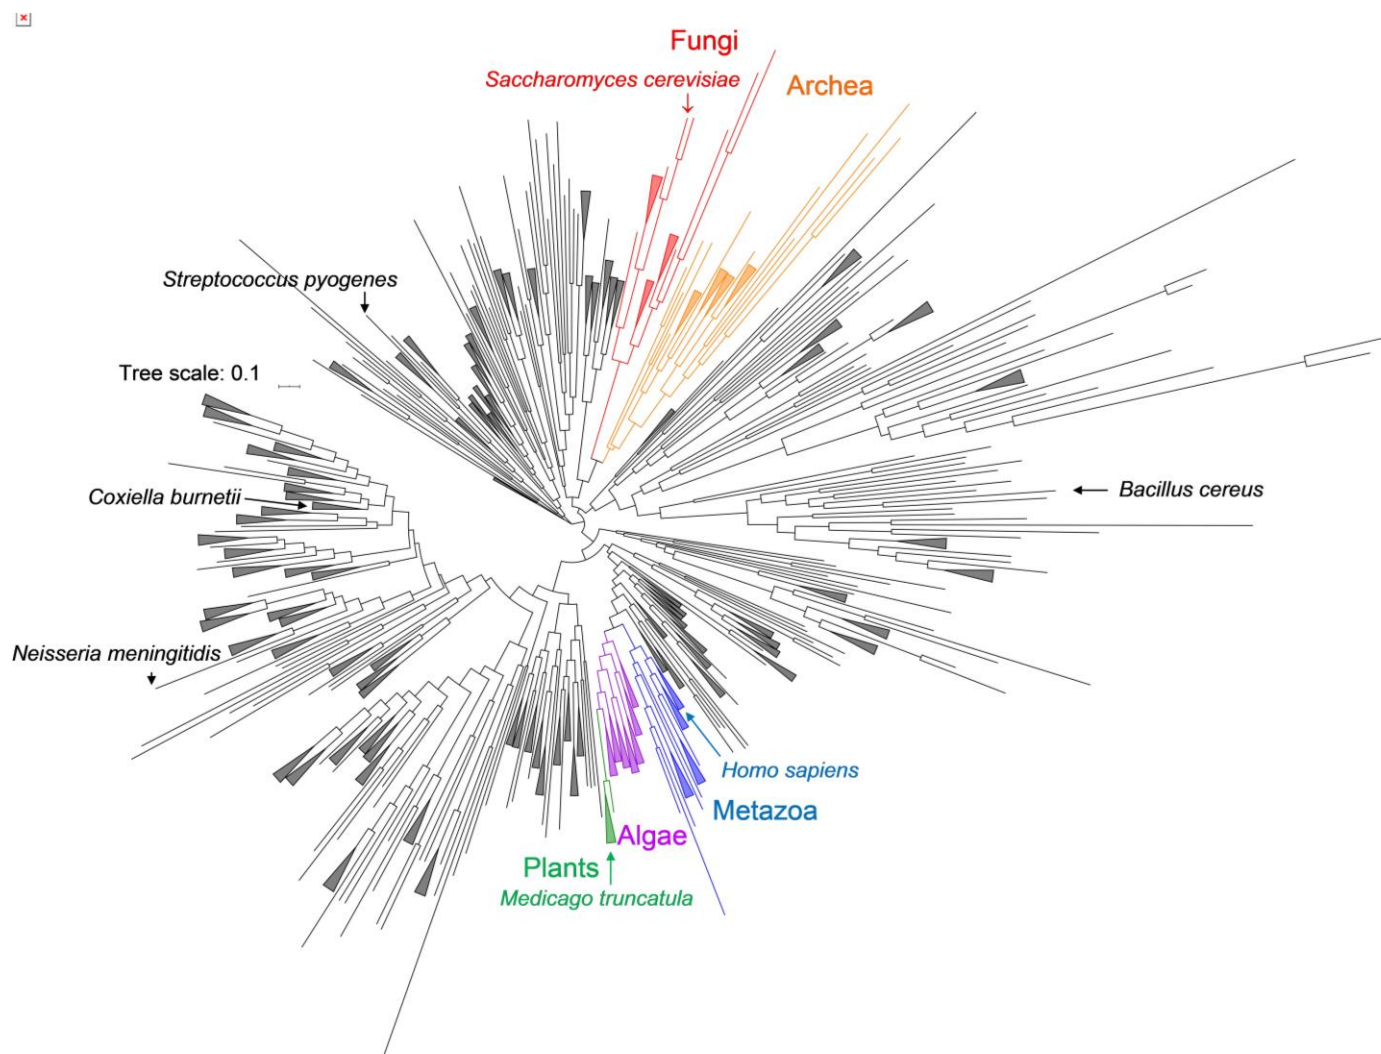 Fungi
Saccharomyces cerevisiae
Archea
Streptococcus pyogenes
Tree scale: 0.1
Coxiella burnetii
Bacillus cereus
Neisseria meningitidis
Homo sapiens
Metazoa
Algae
Plants
Medicago truncatula